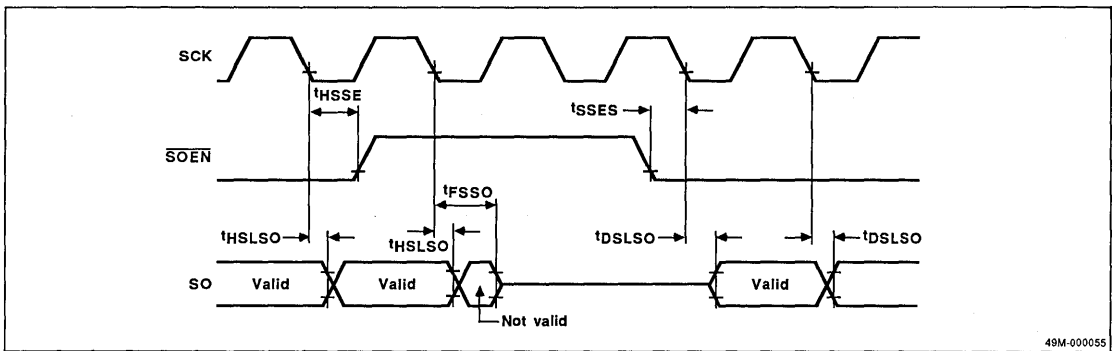 SCK
tHSSE
tSSES
SOEN
tFSSO
tHSLSO
tHSLSO
tDSLSO
tDSLSO
SO
Valid
Valid
Valid
Not valid
49M-000055